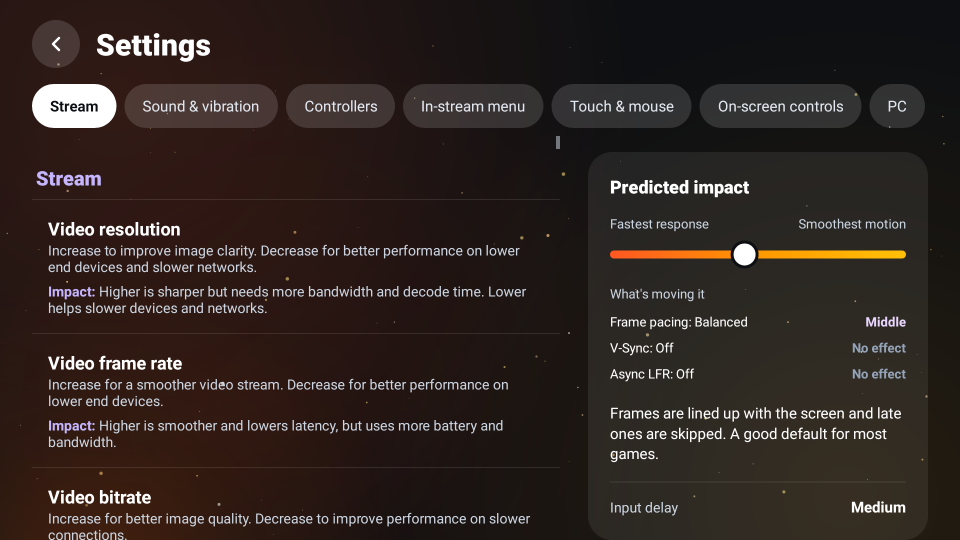 Settings
Stream
Sound & vibration
Controllers
In-stream menu
Touch & mouse
On-screen controls
PC
Stream
Video resolution
Increase to improve image clarity. Decrease for better performance on lower
end devices and slower networks.
Impact: Higher is sharper but needs more bandwidth and decode time. Lower
helps slower devices and networks.
Video frame rate
Increase for a smoother video stream. Decrease for better performance on
lower end devices.
Impact: Higher is smoother and lowers latency, but uses more battery and
bandwidth.
Video bitrate
Increase for better image quality. Decrease to improve performance on slower
connections.
Predicted impact
Fastest response
Smoothest motion
What's moving it
Frame pacing: Balanced
Middle
V-Sync: Off
No effect
Async LFR: Off
No effect
Frames are lined up with the screen and late
ones are skipped. A good default for most
games.
Input delay
Medium